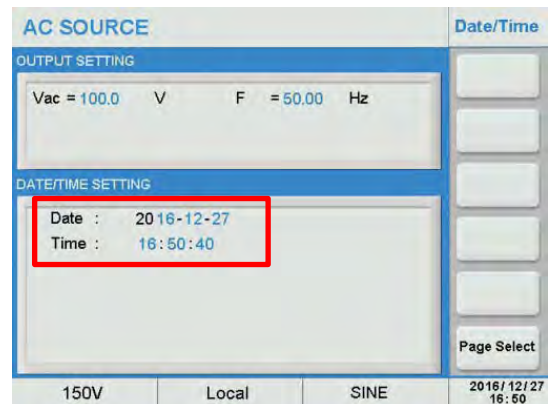 AC SOURCE
Date/Time
OUTPUT SETTING
Vac = 100.0 V F = 50.00 Hz
DATE/TIME SETTING
Date : 2016-12-27
Time : 16:50:40
Page Select
150V Local SINE 2016/12/27
16:50